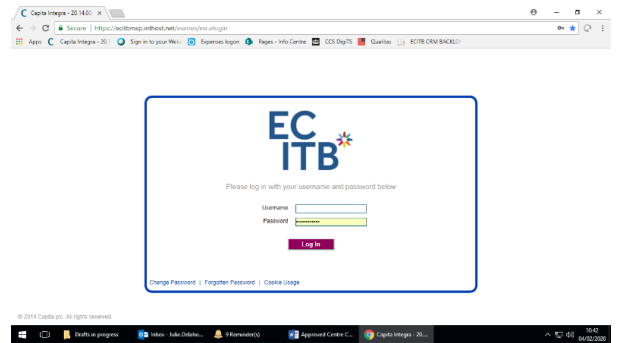 Capita Integra - 20.14.00
Secure | https://ecitbmsp.inthost.net/eseries/esr.elogin
Apps Capita Integra - 20.1 Sign in to your Webs Expenses logon Pages - Info Centre CCS DigiTS Qualitas ECITB CRM BACKLO
EC
ITB
Please log in with your username and password below
Username
Password
Log In
Change Password | Forgotten Password | Cookie Usage
© 2014 Capita plc. All rights reserved.
Drafts in progress Inbox - Julie.Delaho... 9 Reminder(s) Approved Centre C... Capita Integra - 20....
10:42
04/02/2020